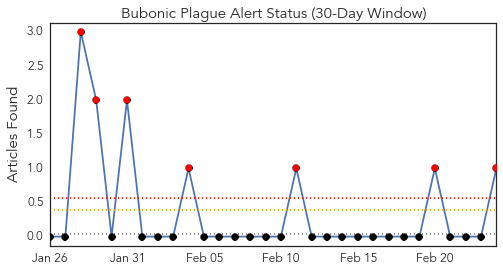 Bubonic Plague Alert Status (30-Day Window)
Articles Found
3.0
2.5
2.0
1.5
1.0
0.5
0.0
Jan 26 Jan 31 Feb 05 Feb 10 Feb 15 Feb 20